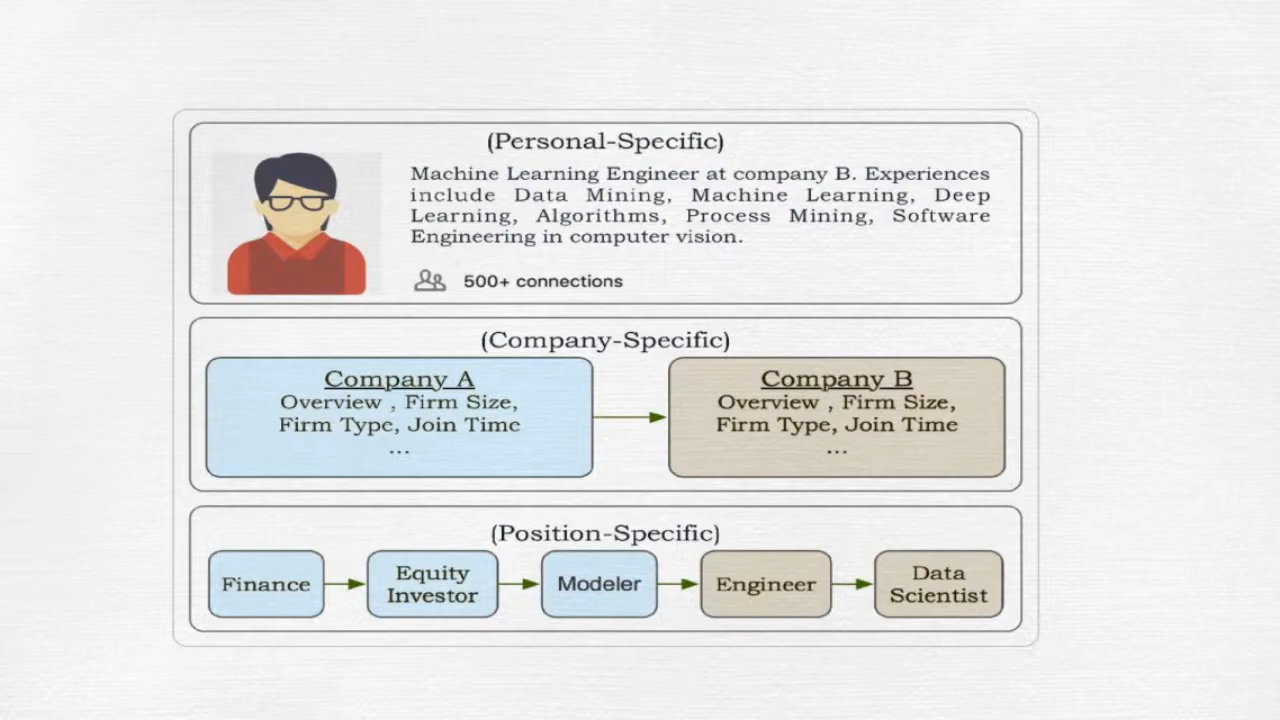 (Personal-Specific)
Machine Learning Engineer at company B. Experiences
include Data Mining, Machine Learning, Deep
Learning, Algorithms, Process Mining, Software
Engineering in computer vision.
500+ connections
(Company-Specific)
Company A
Overview , Firm Size,
Firm Type, Join Time
...
Company B
Overview , Firm Size,
Firm Type, Join Time
...
(Position-Specific)
Finance
Equity
Investor
Modeler
Engineer
Data
Scientist